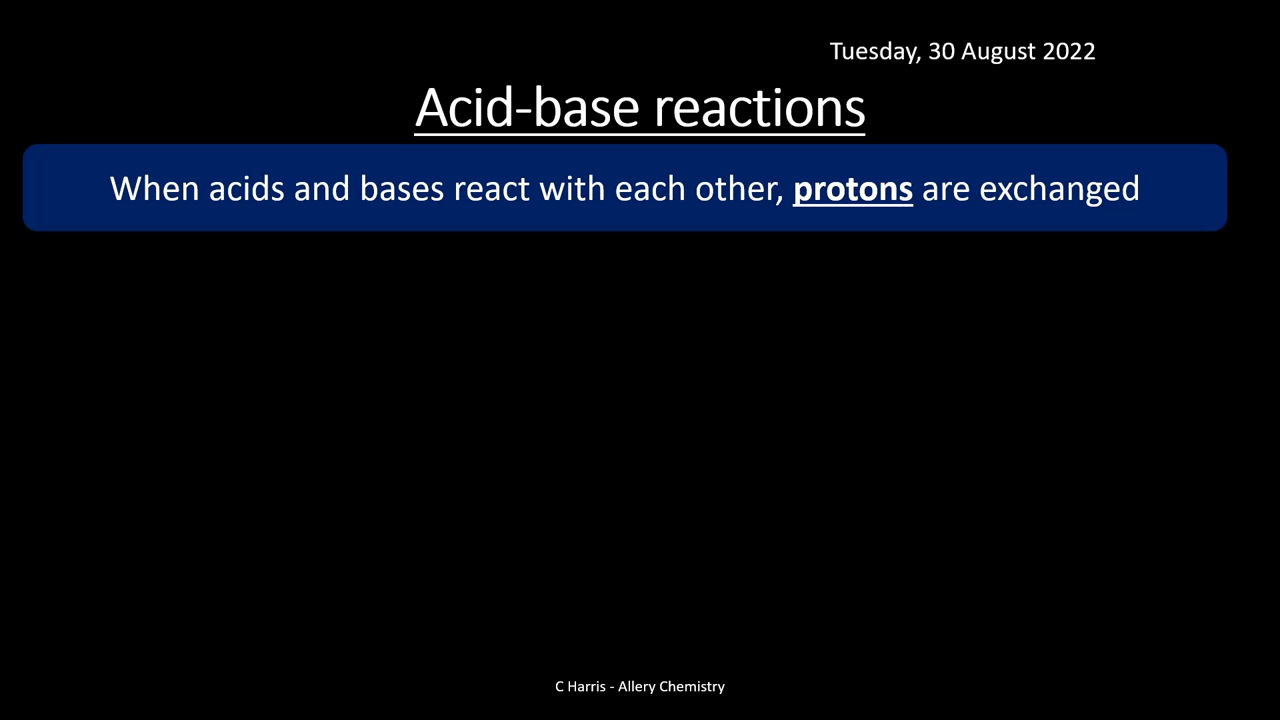 Tuesday, 30 August 2022
Acid-base reactions
When acids and bases react with each other, protons are exchanged
C Harris - Allery Chemistry